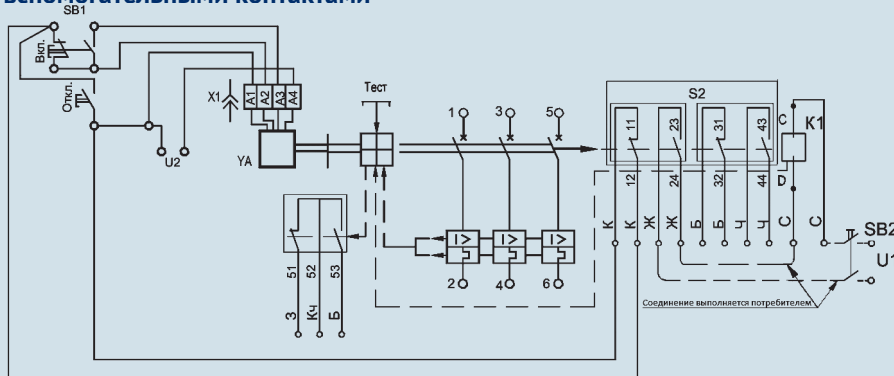 вспомогательными контактами
SB1
Вкл.
Откл.
X1
A1 A2 A3 A4
YA
U2
Тест
1 3 5
I> I> I>
2 4 6
51 52 53
З Кч Б
S2
11 23 31 43
12 24 32 44
C K1
D
К К Ж Ж Б Б Ч Ч С С
SB2
U1
Соединение выполняется потребителем